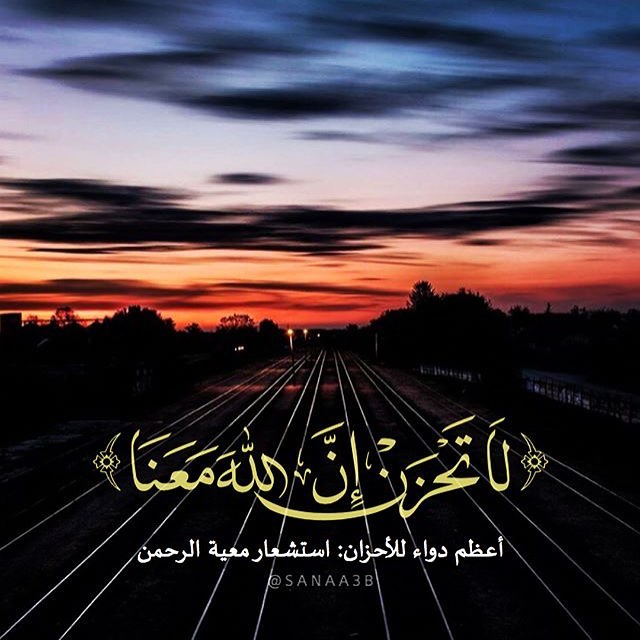 ﴿لَا تَحْزَنْ إِنَّ اللَّهَ مَعَنَا﴾
أعظم دواء للأحزان: استشعار معية الرحمن
@SANAA3B